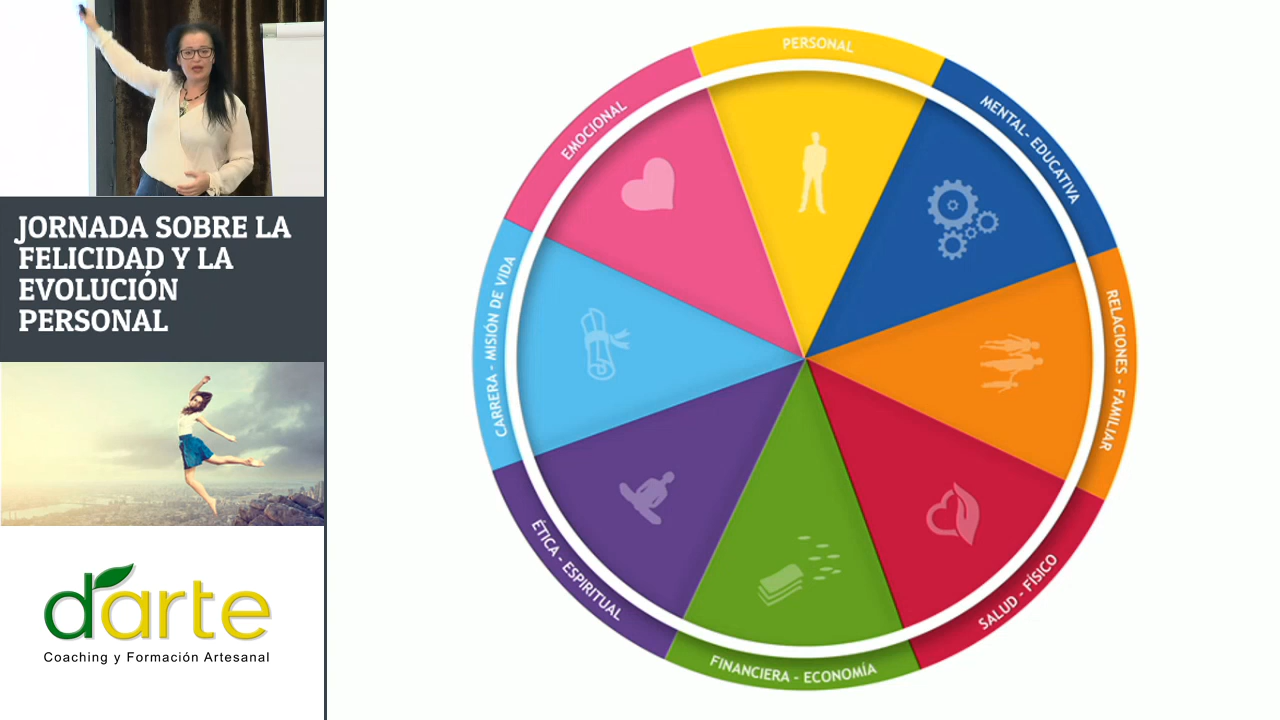 JORNADA SOBRE LA
FELICIDAD Y LA
EVOLUCIÓN
PERSONAL
d'arte
Coaching y Formación Artesanal
PERSONAL
MENTAL- EDUCATIVA
RELACIONES - FAMILIAR
SALUD - FÍSICO
FINANCIERA - ECONOMÍA
ÉTICA - ESPIRITUAL
CARRERA - MISIÓN DE VIDA
EMOCIONAL